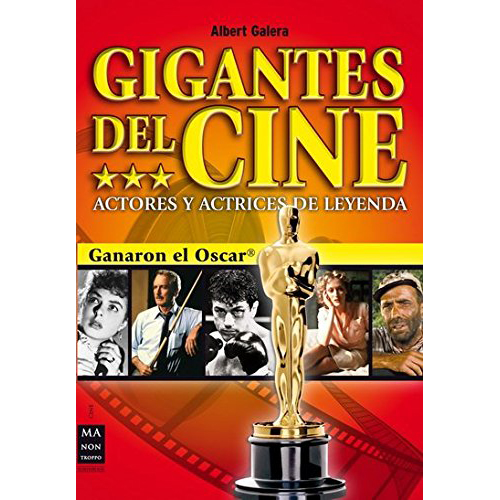 Albert Galera
GIGANTES
DEL CINE
ACTORES Y ACTRICES DE LEYENDA
Ganaron el Oscar®
MA
NON
TROPPO